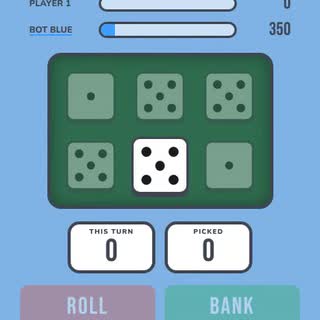 PLAYER 1 0
BOT BLUE 350
THIS TURN PICKED
0 0
ROLL BANK